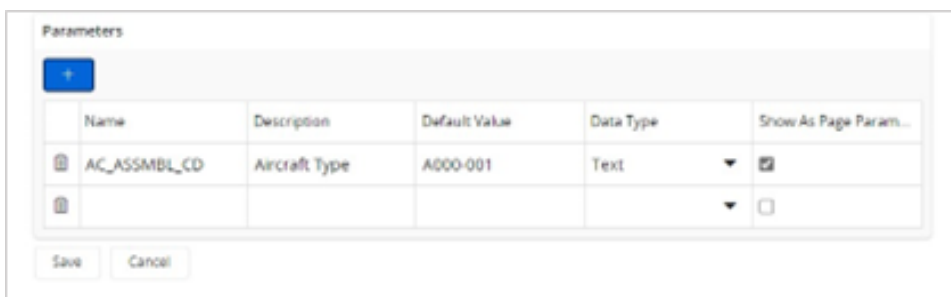 Parameters
+
Name Description Default Value Data Type Show As Page Param...
AC_ASSMBL_CD Aircraft Type A000-001 Text
Save Cancel